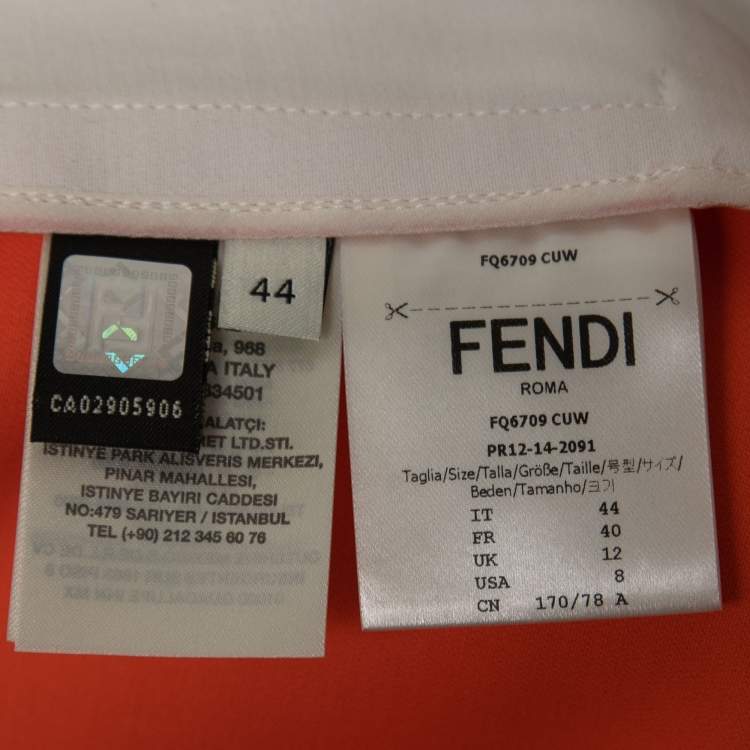 CA02905906
44
968
ITALY
334501
LTD.STI.
ISTINYE PARK ALISVERIS MERKEZI,
PINAR MAHALLESI,
ISTINYE BAYIRI CADDESI
NO:479 SARIYER / ISTANBUL
TEL (+90) 212 345 60 76
FQ6709 CUW
FENDI
ROMA
FQ6709 CUW
PR12-14-2091
Taglia/Size/Talla/Größe/Taille/号型/サイズ/
Beden/Tamanho/크기
IT 44
FR 40
UK 12
USA 8
CN 170/78 A